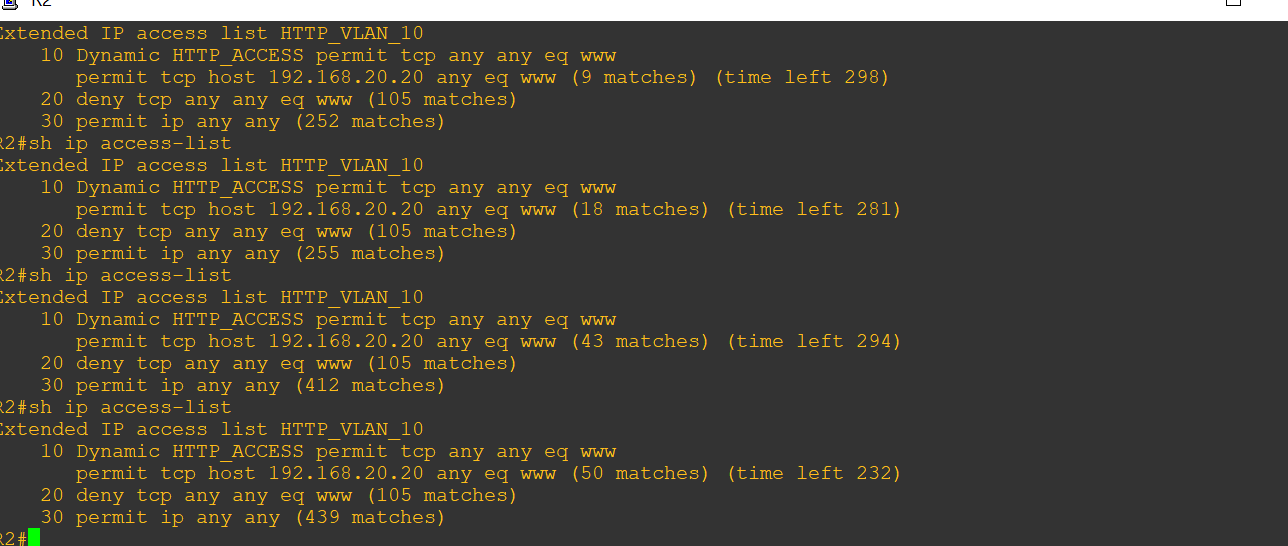 R2
Extended IP access list HTTP_VLAN_10
    10 Dynamic HTTP_ACCESS permit tcp any any eq www
       permit tcp host 192.168.20.20 any eq www (9 matches) (time left 298)
    20 deny tcp any any eq www (105 matches)
    30 permit ip any any (252 matches)
R2#sh ip access-list
Extended IP access list HTTP_VLAN_10
    10 Dynamic HTTP_ACCESS permit tcp any any eq www
       permit tcp host 192.168.20.20 any eq www (18 matches) (time left 281)
    20 deny tcp any any eq www (105 matches)
    30 permit ip any any (255 matches)
R2#sh ip access-list
Extended IP access list HTTP_VLAN_10
    10 Dynamic HTTP_ACCESS permit tcp any any eq www
       permit tcp host 192.168.20.20 any eq www (43 matches) (time left 294)
    20 deny tcp any any eq www (105 matches)
    30 permit ip any any (412 matches)
R2#sh ip access-list
Extended IP access list HTTP_VLAN_10
    10 Dynamic HTTP_ACCESS permit tcp any any eq www
       permit tcp host 192.168.20.20 any eq www (50 matches) (time left 232)
    20 deny tcp any any eq www (105 matches)
    30 permit ip any any (439 matches)
R2#